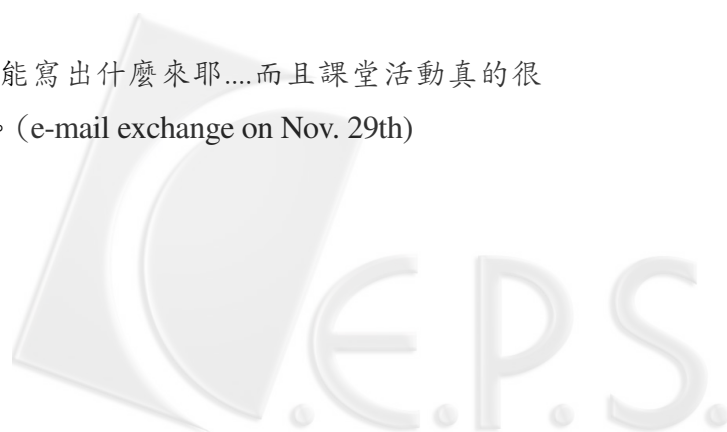 能寫出什麼來耶....而且課堂活動真的很
。(e-mail exchange on Nov. 29th)
C.E.P.S.